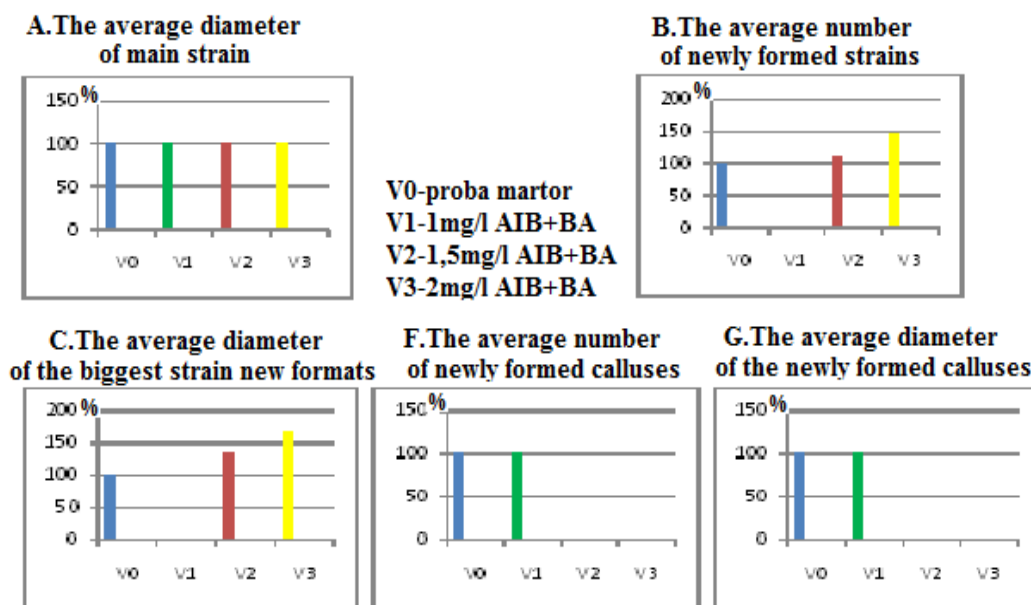 A.The average diameter
of main strain
150 %
100
50
0
V0 V1 V2 V3
B.The average number
of newly formed strains
200 %
150
100
50
0
V0 V1 V2 V3
V0-proba martor
V1-1mg/l AIB+BA
V2-1,5mg/l AIB+BA
V3-2mg/l AIB+BA
C.The average diameter
of the biggest strain new formats
200 %
150
100
50
0
V0 V1 V2 V3
F.The average number
of newly formed calluses
150 %
100
50
0
V0 V1 V2 V3
G.The average diameter
of the newly formed calluses
150 %
100
50
0
V0 V1 V2 V3